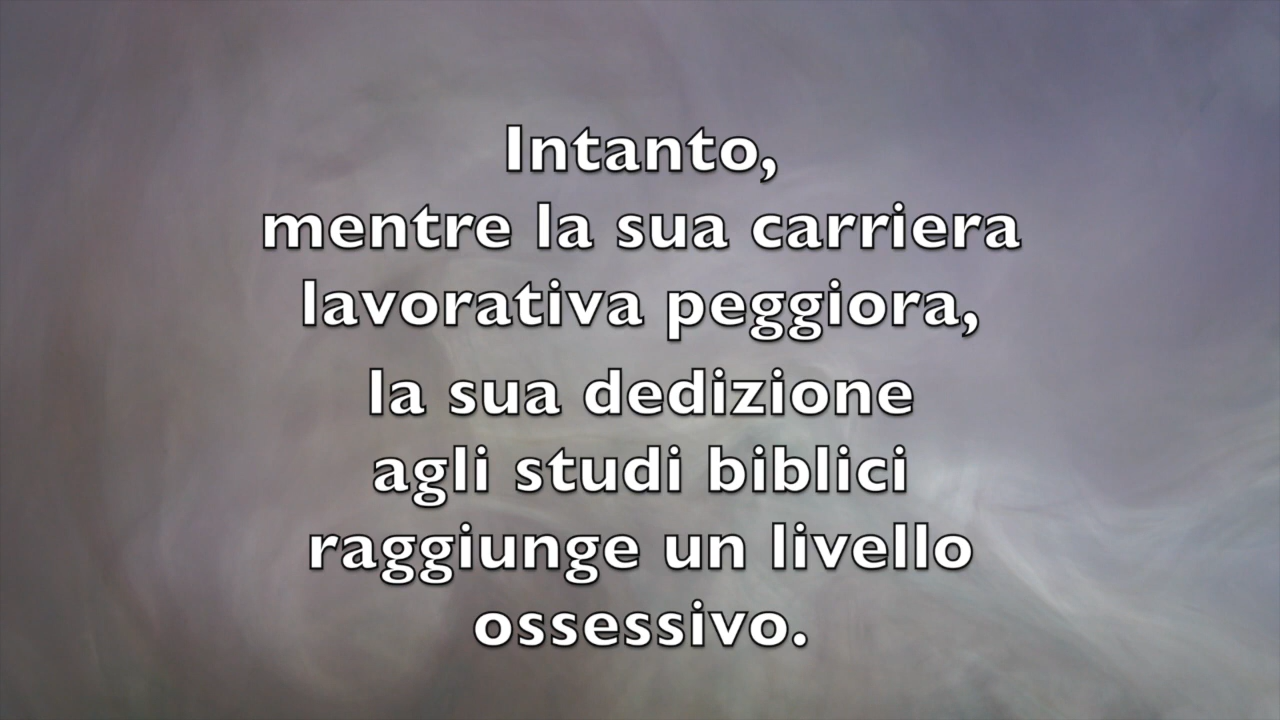 Intanto,
mentre la sua carriera
lavorativa peggiora,
la sua dedizione
agli studi biblici
raggiunge un livello
ossessivo.